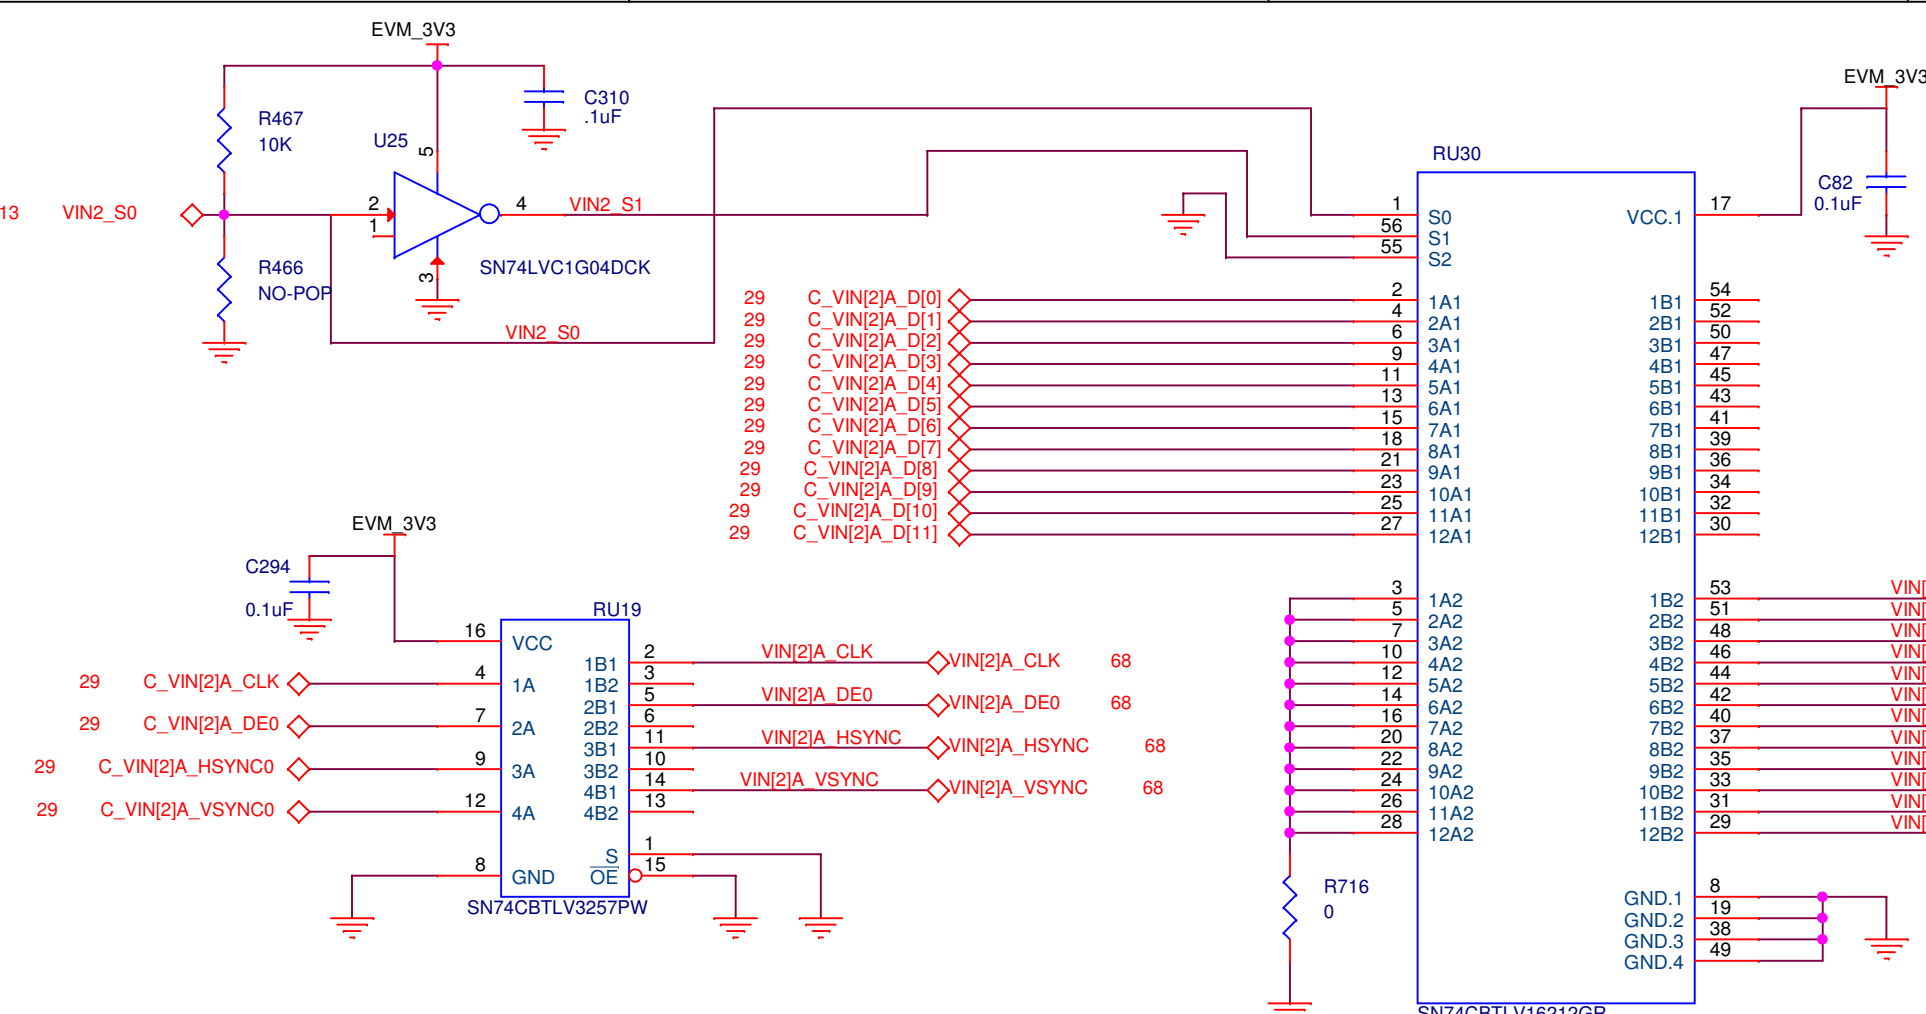 EVM_3V3
R467
10K
C310
.1uF
U25
5
13 VIN2_S0
2
1
4
VIN2_S1
3
SN74LVC1G04DCK
R466
NO-POP
VIN2_S0
EVM_3V3
C82
0.1uF
RU30
1 S0
56 S1
55 S2
VCC.1 17
29 C_VIN[2]A_D[0] 2 1A1 1B1 54
29 C_VIN[2]A_D[1] 4 2A1 2B1 52
29 C_VIN[2]A_D[2] 6 3A1 3B1 50
29 C_VIN[2]A_D[3] 9 4A1 4B1 47
29 C_VIN[2]A_D[4] 11 5A1 5B1 45
29 C_VIN[2]A_D[5] 13 6A1 6B1 43
29 C_VIN[2]A_D[6] 15 7A1 7B1 41
29 C_VIN[2]A_D[7] 18 8A1 8B1 39
29 C_VIN[2]A_D[8] 21 9A1 9B1 36
29 C_VIN[2]A_D[9] 23 10A1 10B1 34
29 C_VIN[2]A_D[10] 25 11A1 11B1 32
29 C_VIN[2]A_D[11] 27 12A1 12B1 30
3 1A2 1B2 53 VIN[
5 2A2 2B2 51 VIN[
7 3A2 3B2 48 VIN[
10 4A2 4B2 46 VIN[
12 5A2 5B2 44 VIN[
14 6A2 6B2 42 VIN[
16 7A2 7B2 40 VIN[
20 8A2 8B2 37 VIN[
22 9A2 9B2 35 VIN[
24 10A2 10B2 33 VIN[
26 11A2 11B2 31 VIN[
28 12A2 12B2 29 VIN[
R716
0
GND.1 8
GND.2 19
GND.3 38
GND.4 49
SN74CBTLV16212GR
EVM_3V3
C294
0.1uF
RU19
16 VCC
1B1 2 VIN[2]A_CLK VIN[2]A_CLK 68
29 C_VIN[2]A_CLK 4 1A 1B2 3
2B1 5 VIN[2]A_DE0 VIN[2]A_DE0 68
29 C_VIN[2]A_DE0 7 2A 2B2 6
3B1 11 VIN[2]A_HSYNC VIN[2]A_HSYNC 68
29 C_VIN[2]A_HSYNC0 9 3A 3B2 10
4B1 14 VIN[2]A_VSYNC VIN[2]A_VSYNC 68
29 C_VIN[2]A_VSYNC0 12 4A 4B2 13
S 1
8 GND OE 15
SN74CBTLV3257PW